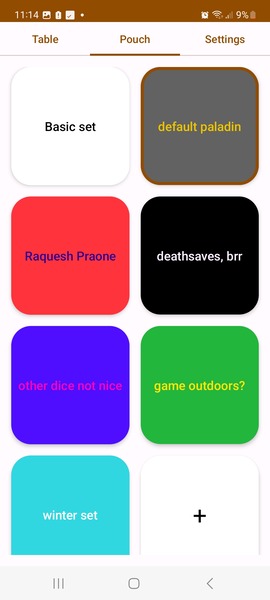 11:14 9%
Table Pouch Settings
Basic set
default paladin
Raquesh Praone
deathsaves, brr
other dice not nice
game outdoors?
winter set
+